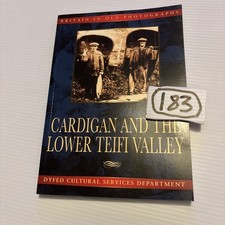 BRITAIN IN OLD PHOTOGRAPHS
183
CARDIGAN AND THE
LOWER TEIFI VALLEY
DYFED CULTURAL SERVICES DEPARTMENT